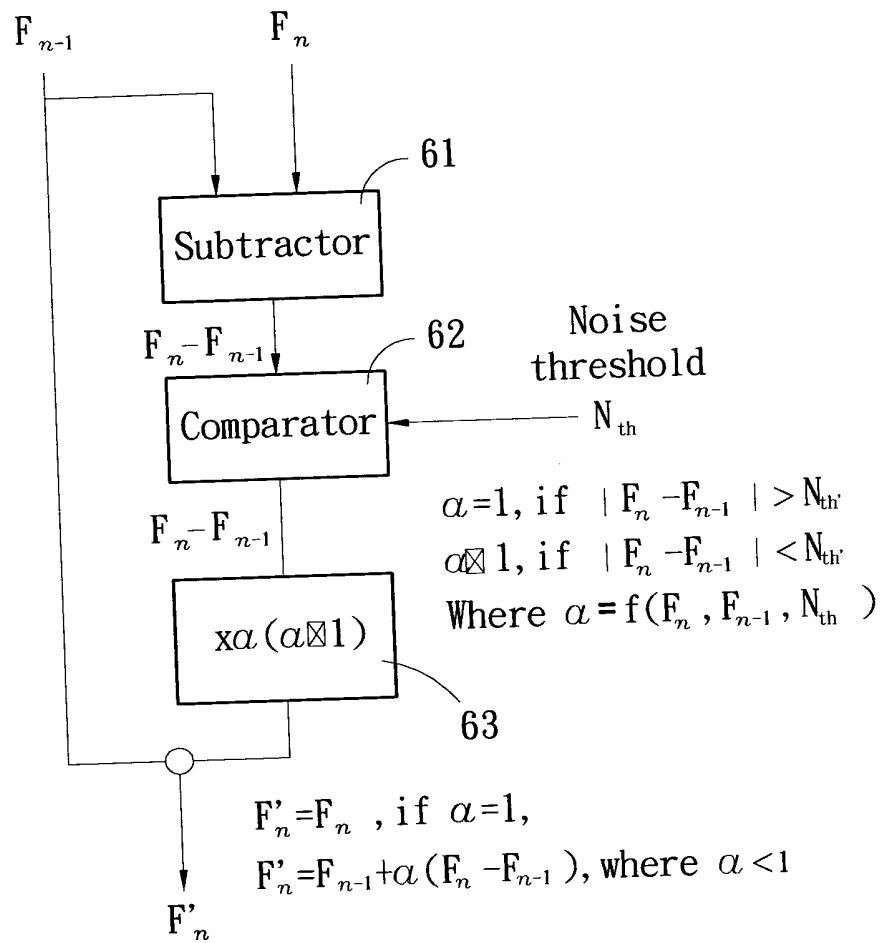 F n-1
F n
61
Subtractor
F n - F n-1
62
Noise
threshold
N th
Comparator
F n - F n-1
α=1, if | F n - F n-1 | > N th'
α☒1, if | F n - F n-1 | < N th'
Where α=f(F n , F n-1 , N th )
xα(α☒1)
63
F' n = F n , if α=1,
F' n = F n-1 + α(F n - F n-1 ), where α<1
F' n